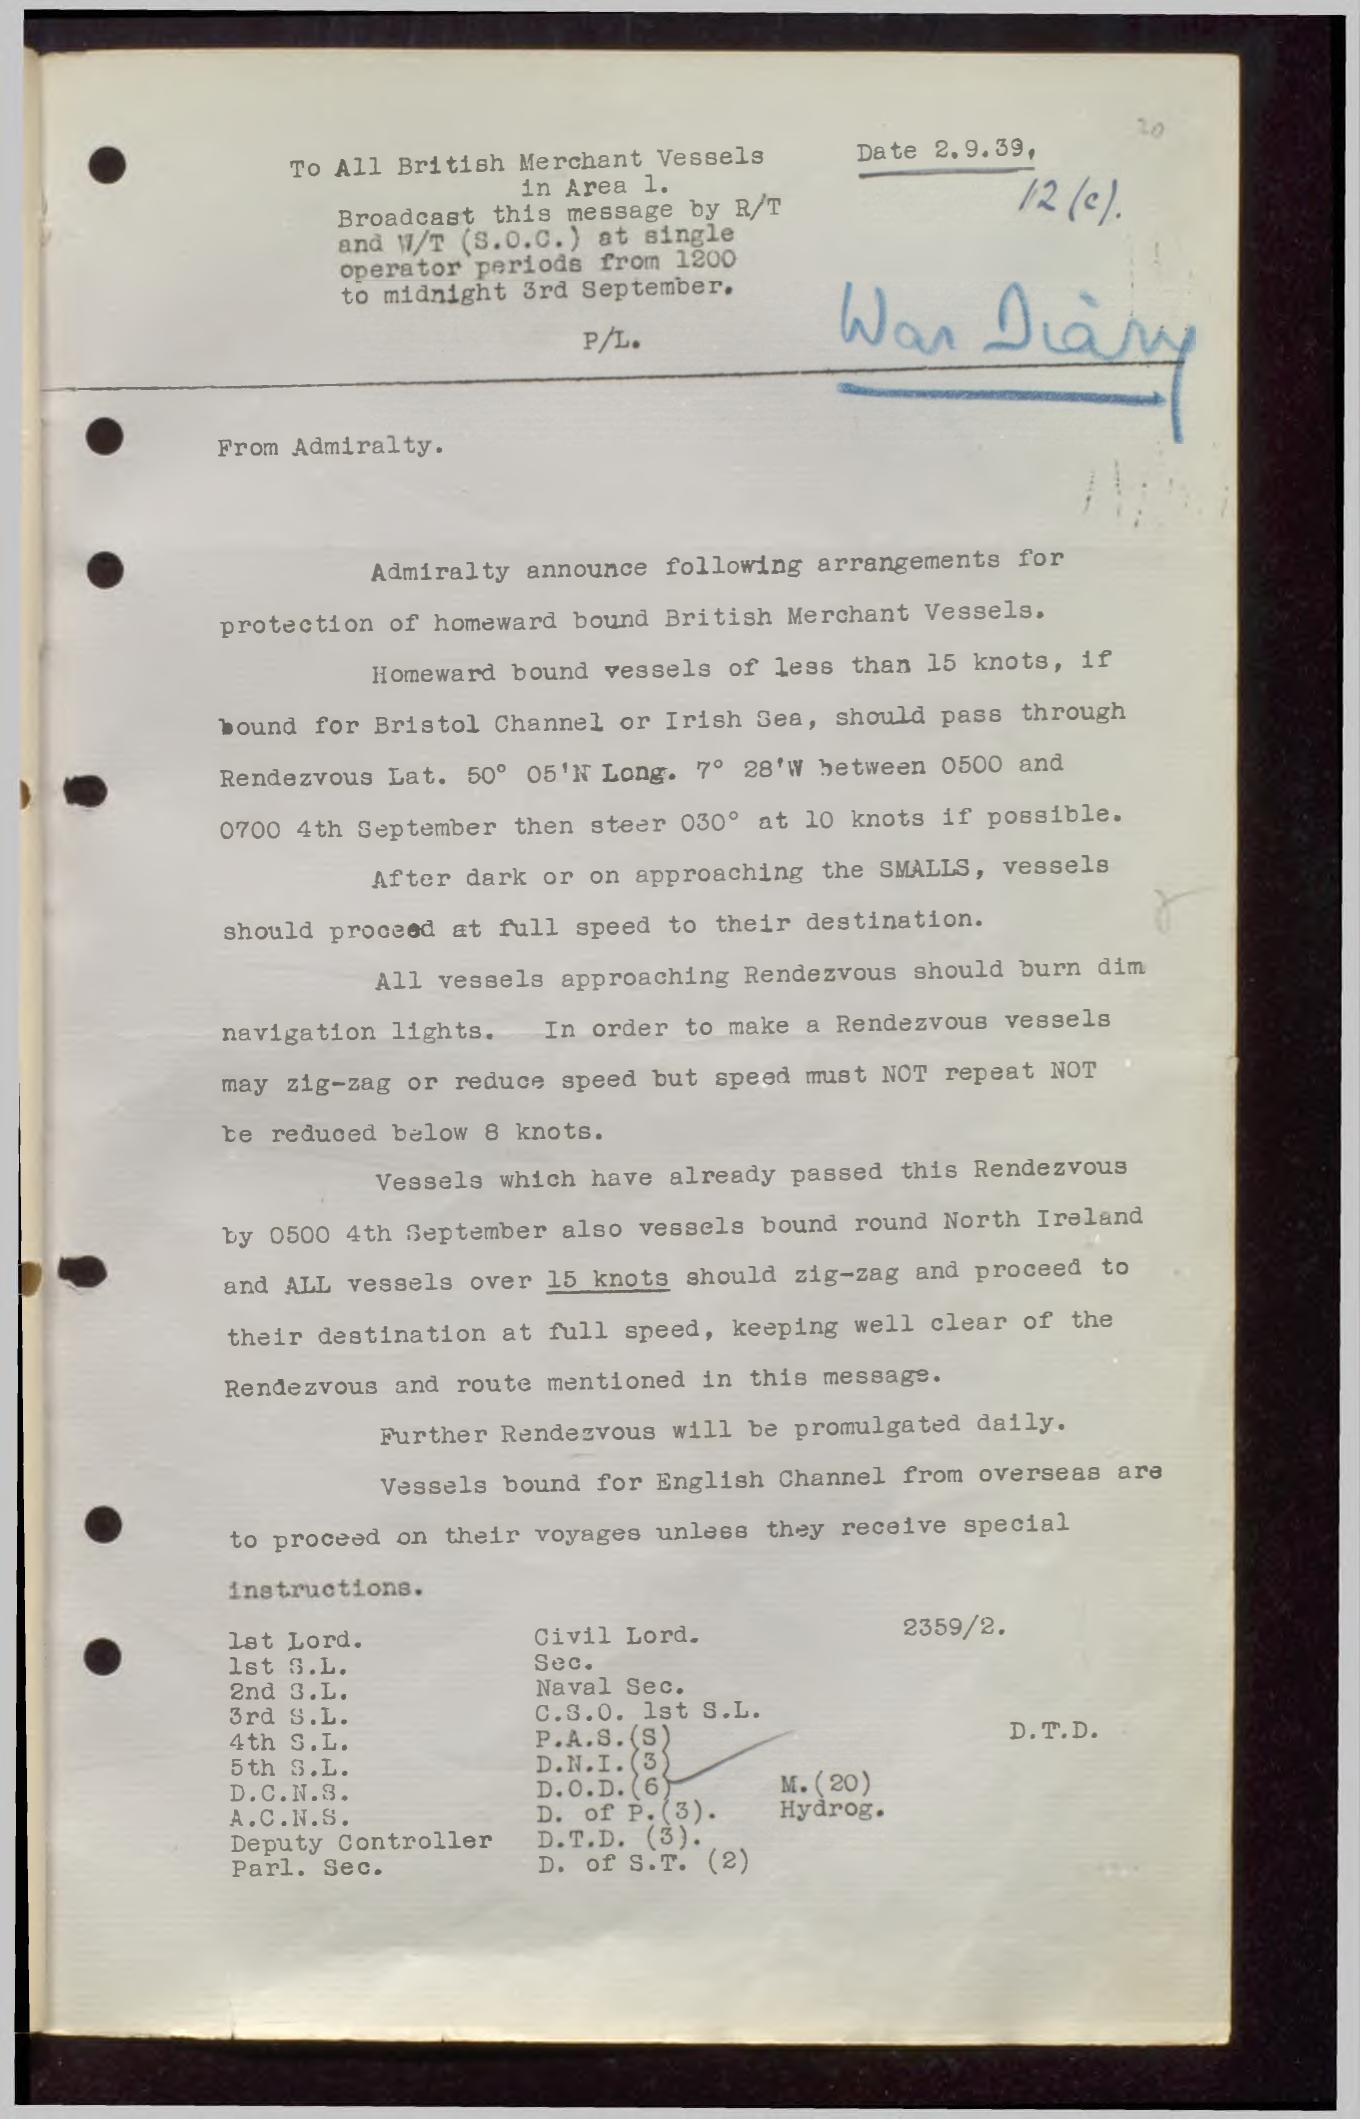 20
To All British Merchant Vessels
in Area 1.
Date 2.9.39,
12(c).
Broadcast this message by R/T
and W/T (S.O.C.) at single
operator periods from 1200
to midnight 3rd September.
P/L.
War Diary
From Admiralty.
Admiralty announce following arrangements for
protection of homeward bound British Merchant Vessels.
Homeward bound vessels of less than 15 knots, if
bound for Bristol Channel or Irish Sea, should pass through
Rendezvous Lat. 50° 05'N Long. 7° 28'W between 0500 and
0700 4th September then steer 030° at 10 knots if possible.
After dark or on approaching the SMALLS, vessels
should proceed at full speed to their destination.
All vessels approaching Rendezvous should burn dim
navigation lights. In order to make a Rendezvous vessels
may zig-zag or reduce speed but speed must NOT repeat NOT
be reduced below 8 knots.
Vessels which have already passed this Rendezvous
by 0500 4th September also vessels bound round North Ireland
and ALL vessels over 15 knots should zig-zag and proceed to
their destination at full speed, keeping well clear of the
Rendezvous and route mentioned in this message.
Further Rendezvous will be promulgated daily.
Vessels bound for English Channel from overseas are
to proceed on their voyages unless they receive special
instructions.
2359/2.
1st Lord.
1st S.L.
2nd S.L.
3rd S.L.
4th S.L.
5th S.L.
D.C.N.S.
A.C.N.S.
Deputy Controller
Parl. Sec.
Civil Lord.
Sec.
Naval Sec.
C.S.O. 1st S.L.
P.A.S.(S)
D.N.I.(3)
D.O.D.(6)
D. of P.(3).
D.T.D. (3).
D. of S.T. (2)
M.(20)
Hydrog.
D.T.D.